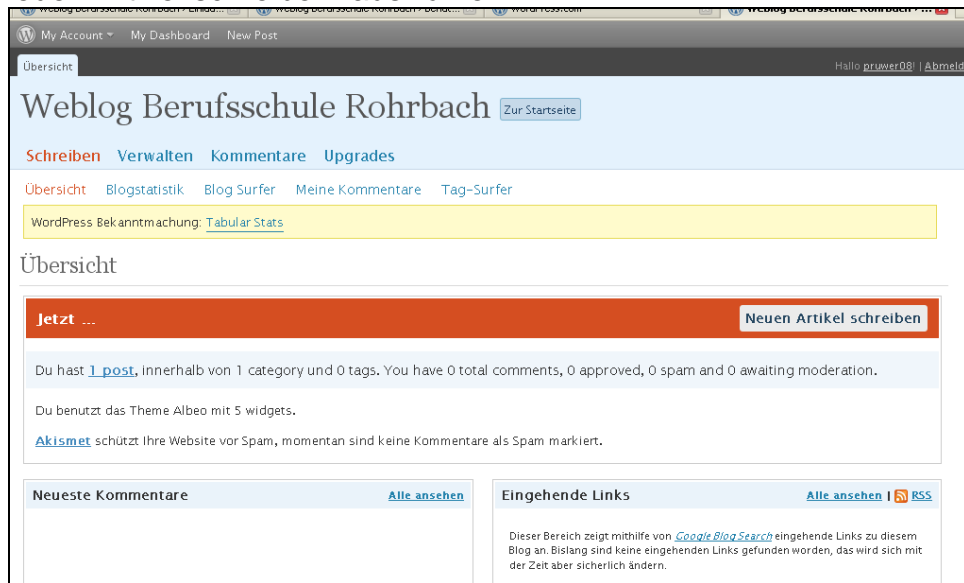 My Account My Dashboard New Post
Übersicht Hallo pruwer08! | Abmeld
Weblog Berufsschule Rohrbach Zur Startseite
Schreiben Verwalten Kommentare Upgrades
Übersicht Blogstatistik Blog Surfer Meine Kommentare Tag-Surfer
WordPress Bekanntmachung: Tabular Stats
Übersicht
Jetzt ... Neuen Artikel schreiben
Du hast 1 post, innerhalb von 1 category und 0 tags. You have 0 total comments, 0 approved, 0 spam and 0 awaiting moderation.
Du benutzt das Theme Albeo mit 5 widgets.
Akismet schützt Ihre Website vor Spam, momentan sind keine Kommentare als Spam markiert.
Neueste Kommentare Alle ansehen
Eingehende Links Alle ansehen | RSS
Dieser Bereich zeigt mithilfe von Google Blog Search eingehende Links zu diesem
Blog an. Bislang sind keine eingehenden Links gefunden worden, das wird sich mit
der Zeit aber sicherlich ändern.